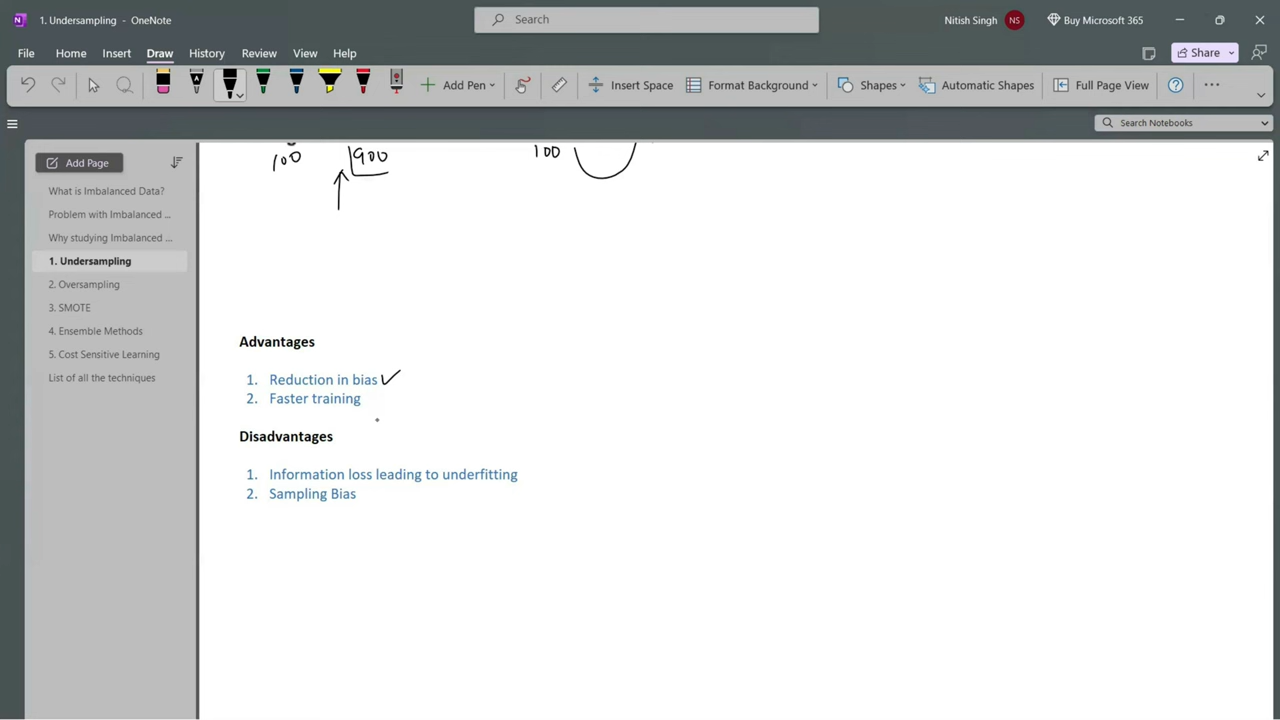 1. Undersampling - OneNote
Search
Nitish Singh NS
Buy Microsoft 365
File Home Insert Draw History Review View Help
Share
Add Pen
Insert Space
Format Background
Shapes
Automatic Shapes
Full Page View
Search Notebooks
Add Page
What is Imbalanced Data?
Problem with Imbalanced ...
Why studying Imbalanced ...
1. Undersampling
2. Oversampling
3. SMOTE
4. Ensemble Methods
5. Cost Sensitive Learning
List of all the techniques
100 900 100
Advantages
1. Reduction in bias
2. Faster training
Disadvantages
1. Information loss leading to underfitting
2. Sampling Bias